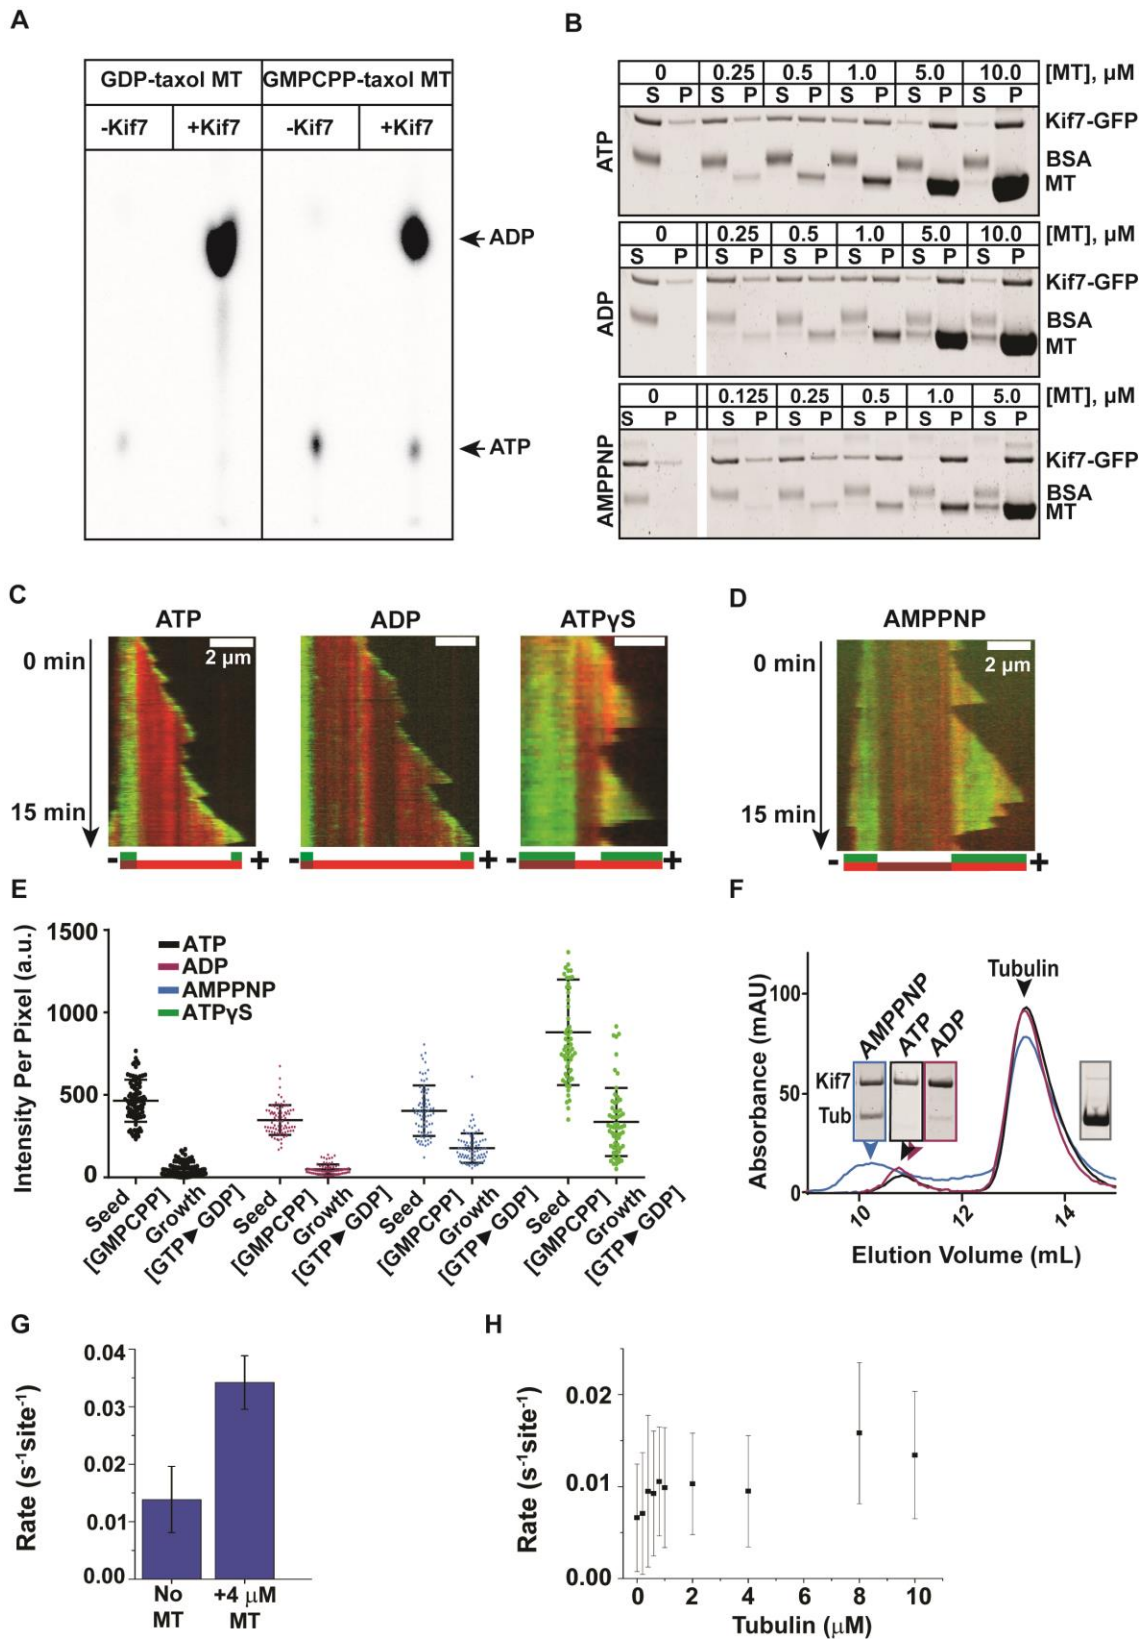 A
GDP-taxol MT GMPCPP-taxol MT
-Kif7 +Kif7 -Kif7 +Kif7
ADP
ATP
B
0 0.25 0.5 1.0 5.0 10.0 [MT], μM
S P S P S P S P S P S P
ATP
Kif7-GFP
BSA
MT
0 0.25 0.5 1.0 5.0 10.0 [MT], μM
S P S P S P S P S P S P
ADP
Kif7-GFP
BSA
MT
0 0.125 0.25 0.5 1.0 5.0 [MT], μM
S P S P S P S P S P S P
AMPPNP
Kif7-GFP
BSA
MT
C
ATP ADP ATPγS
0 min
2 μm
15 min
- + - + - +
D
AMPPNP
0 min
2 μm
15 min
- +
E
Intensity Per Pixel (a.u.)
1500
1000
500
0
ATP
ADP
AMPPNP
ATPγS
Seed [GMPCPP]
Growth [GTP▶GDP]
Seed [GMPCPP]
Growth [GTP▶GDP]
Seed [GMPCPP]
Growth [GTP▶GDP]
Seed [GMPCPP]
Growth [GTP▶GDP]
F
Absorbance (mAU)
100
50
0
AMPPNP
ATP
ADP
Kif7
Tub
Tubulin
10 12 14
Elution Volume (mL)
G
Rate (s⁻¹site⁻¹)
0.04
0.03
0.02
0.01
0.00
No +4 μM
MT MT
H
Rate (s⁻¹site⁻¹)
0.02
0.01
0.00
0 2 4 6 8 10
Tubulin (μM)